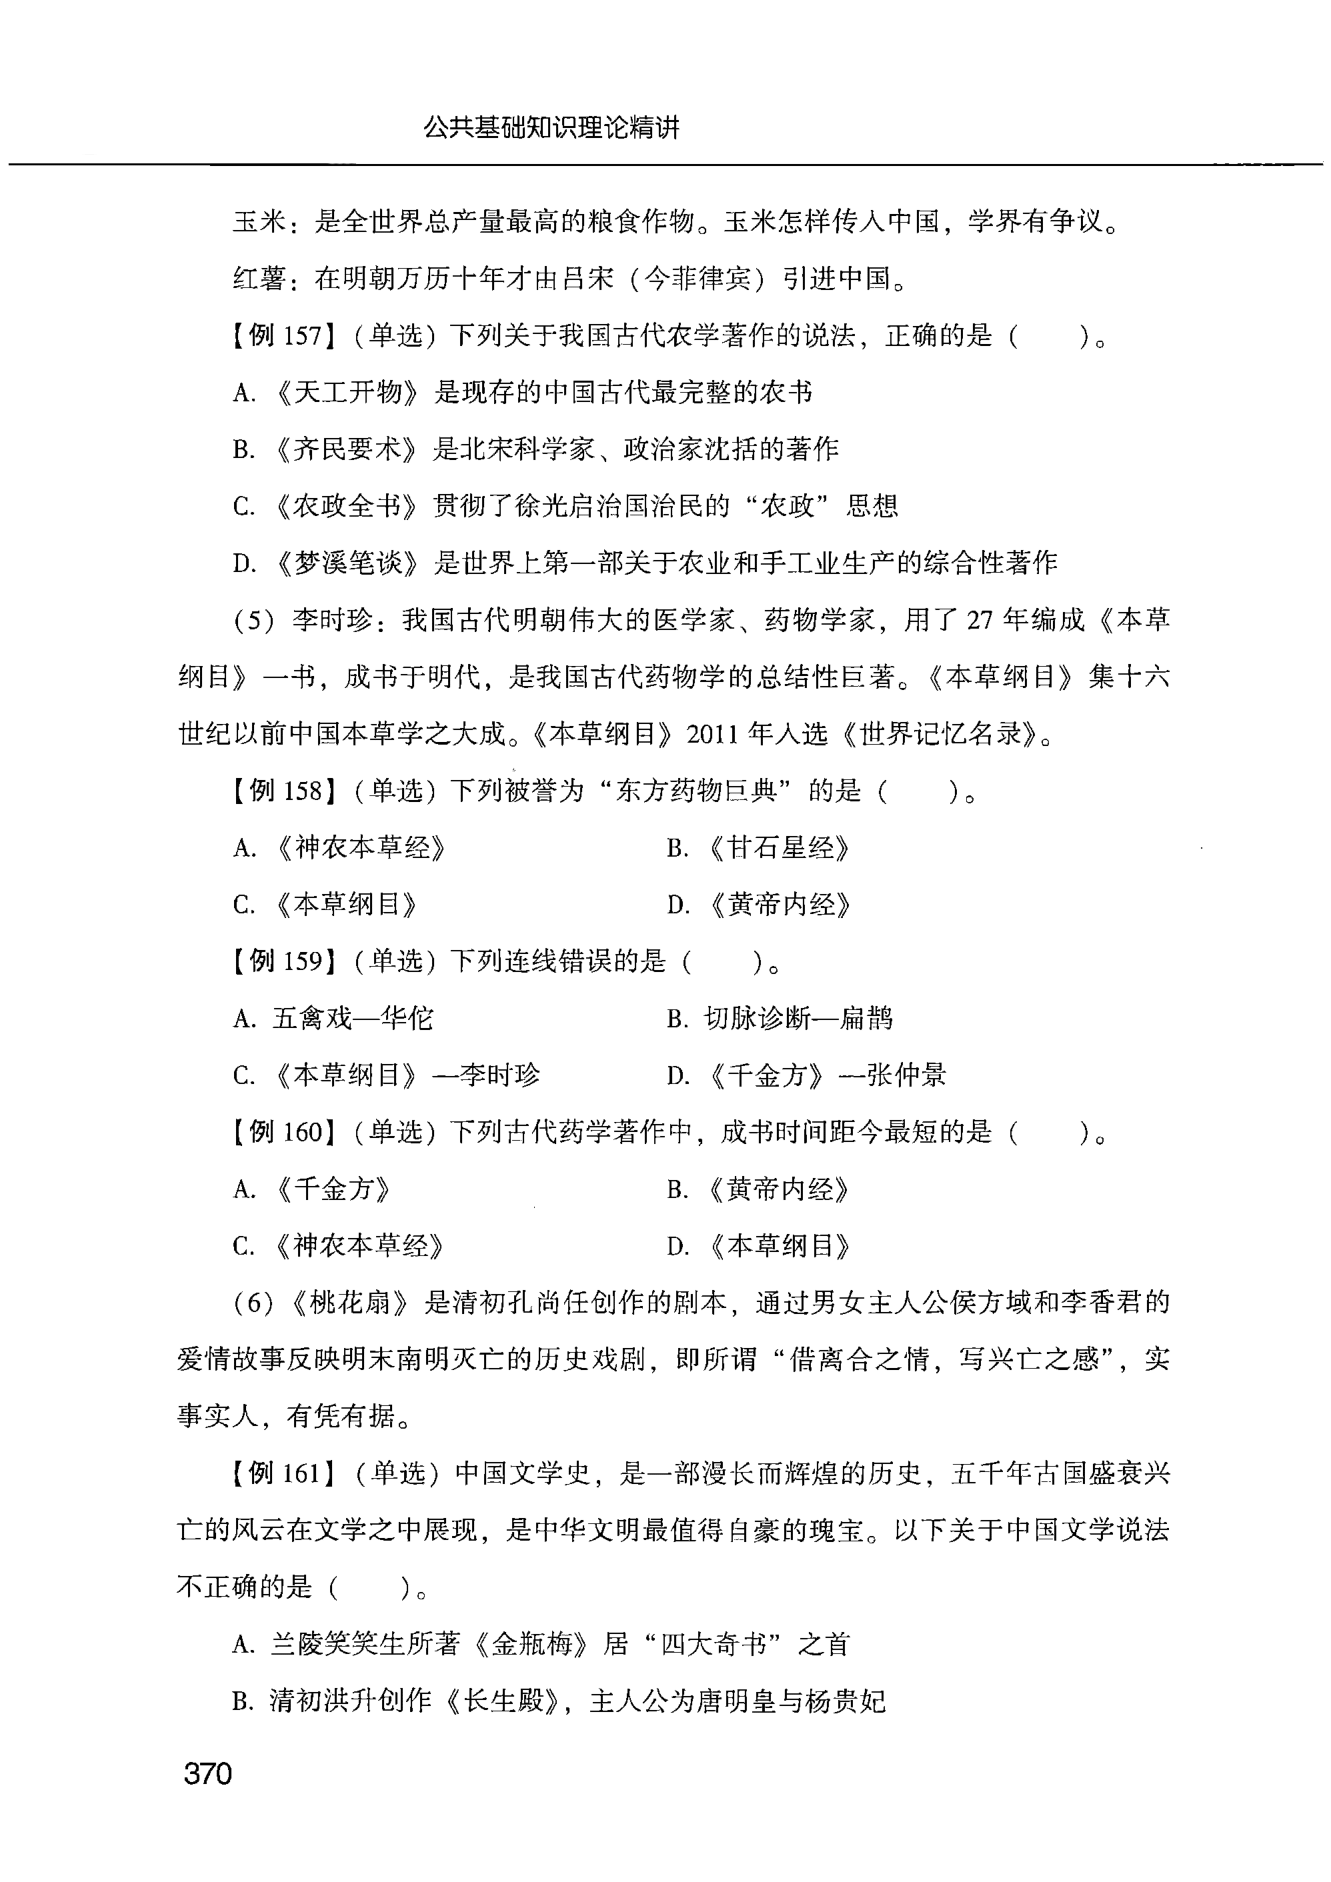 公共基础知识理论精讲
玉米：是全世界总产量最高的粮食作物。玉米怎样传入中国，学界有争议。
红薯：在明朝万历十年才由吕宋（今菲律宾）引进中国。
【例 157】（单选）下列关于我国古代农学著作的说法，正确的是（　　）。
A. 《天工开物》是现存的中国古代最完整的农书
B. 《齐民要术》是北宋科学家、政治家沈括的著作
C. 《农政全书》贯彻了徐光启治国治民的“农政”思想
D. 《梦溪笔谈》是世界上第一部关于农业和手工业生产的综合性著作
（5）李时珍：我国古代明朝伟大的医学家、药物学家，用了 27 年编成《本草
纲目》一书，成书于明代，是我国古代药物学的总结性巨著。《本草纲目》集十六
世纪以前中国本草学之大成。《本草纲目》2011 年入选《世界记忆名录》。
【例 158】（单选）下列被誉为“东方药物巨典”的是（　　）。
A. 《神农本草经》　　B. 《甘石星经》
C. 《本草纲目》　　D. 《黄帝内经》
【例 159】（单选）下列连线错误的是（　　）。
A. 五禽戏—华佗　　B. 切脉诊断—扁鹊
C. 《本草纲目》—李时珍　　D. 《千金方》—张仲景
【例 160】（单选）下列古代药学著作中，成书时间距今最短的是（　　）。
A. 《千金方》　　B. 《黄帝内经》
C. 《神农本草经》　　D. 《本草纲目》
（6）《桃花扇》是清初孔尚任创作的剧本，通过男女主人公侯方域和李香君的
爱情故事反映明末南明灭亡的历史戏剧，即所谓“借离合之情，写兴亡之感”，实
事实人，有凭有据。
【例 161】（单选）中国文学史，是一部漫长而辉煌的历史，五千年古国盛衰兴
亡的风云在文学之中展现，是中华文明最值得自豪的瑰宝。以下关于中国文学说法
不正确的是（　　）。
A. 兰陵笑笑生所著《金瓶梅》居“四大奇书”之首
B. 清初洪升创作《长生殿》，主人公为唐明皇与杨贵妃
370